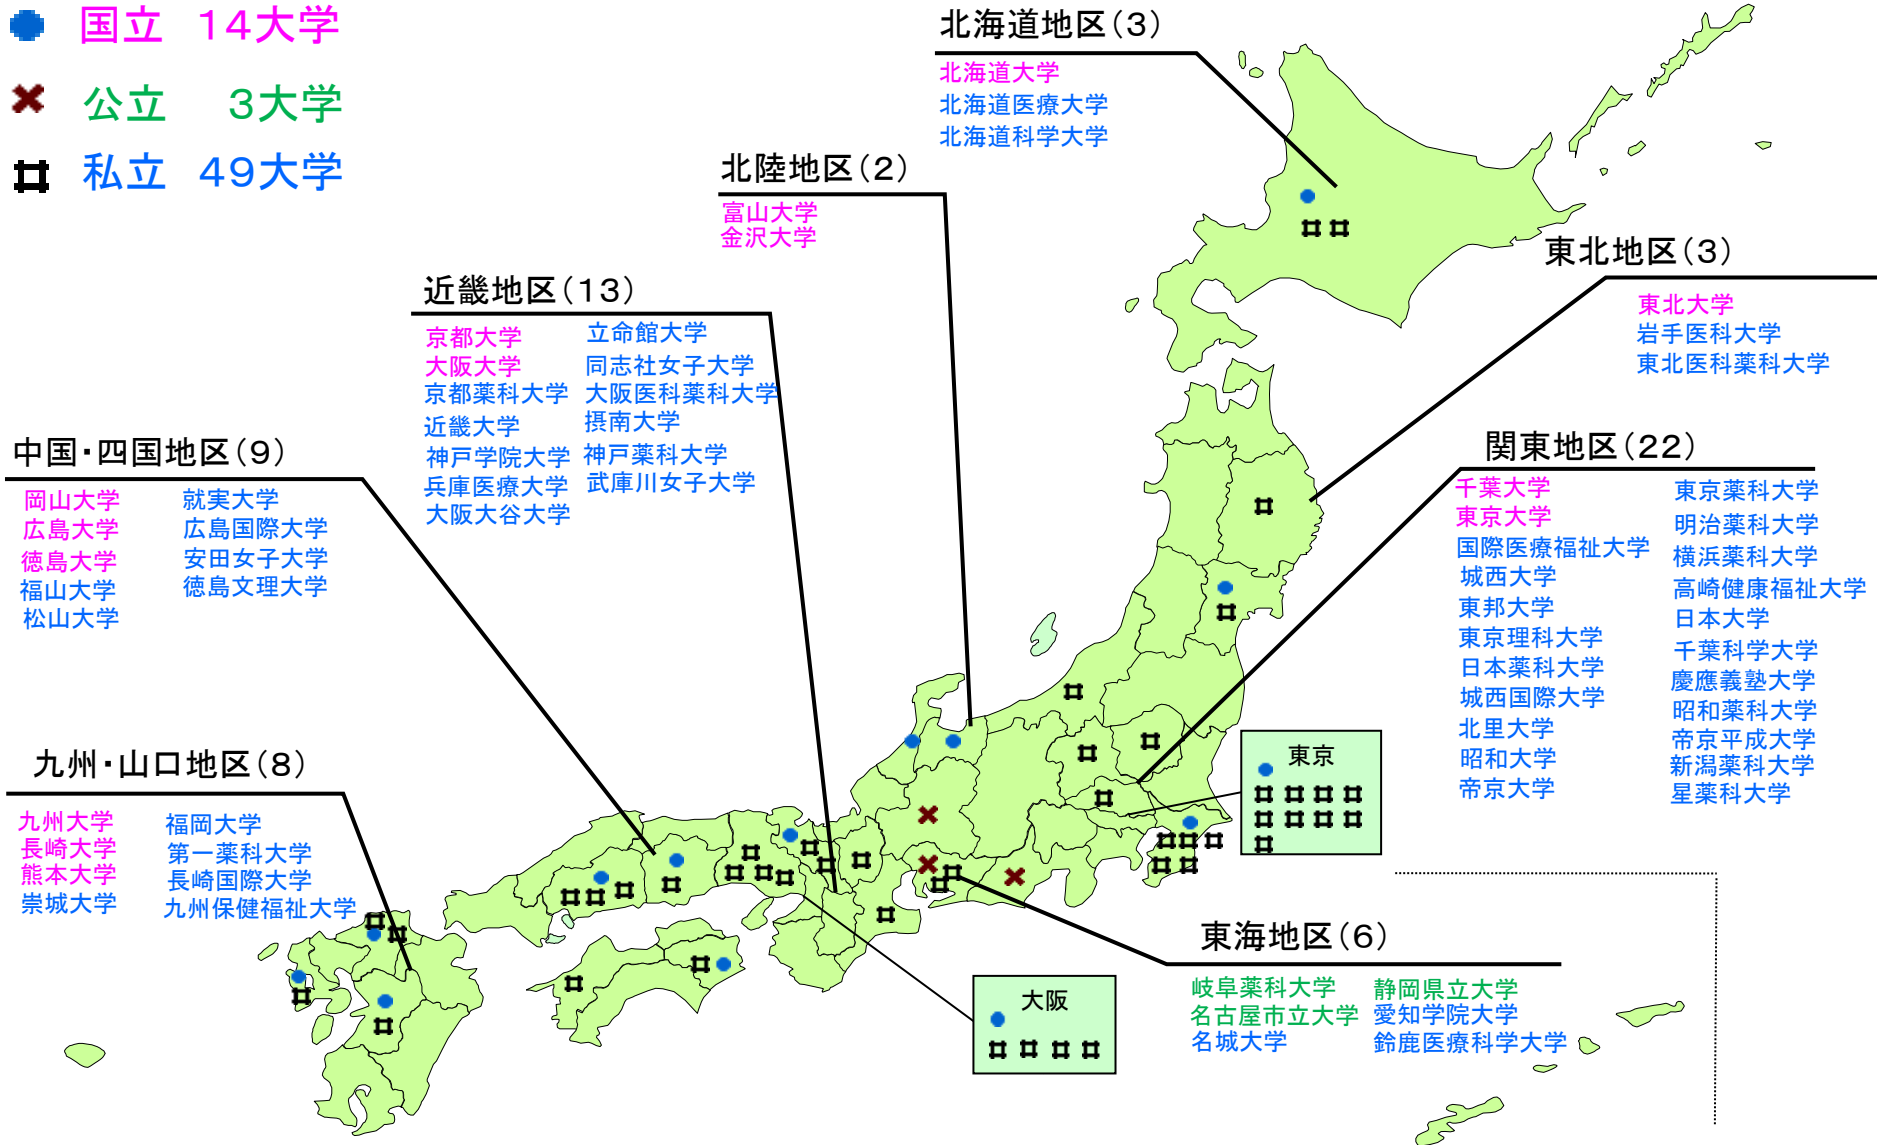 国立 14大学
公立 3大学
私立 49大学
北海道地区(3)
北海道大学
北海道医療大学
北海道科学大学
北陸地区(2)
富山大学
金沢大学
東北地区(3)
東北大学
岩手医科大学
東北医科薬科大学
近畿地区(13)
京都大学
大阪大学
京都薬科大学
近畿大学
神戸学院大学
兵庫医療大学
大阪大谷大学
立命館大学
同志社女子大学
大阪医科薬科大学
摂南大学
神戸薬科大学
武庫川女子大学
関東地区(22)
千葉大学
東京大学
国際医療福祉大学
城西大学
東邦大学
東京理科大学
日本薬科大学
城西国際大学
北里大学
昭和大学
帝京大学
東京薬科大学
明治薬科大学
横浜薬科大学
高崎健康福祉大学
日本大学
千葉科学大学
慶應義塾大学
昭和薬科大学
帝京平成大学
新潟薬科大学
星薬科大学
中国・四国地区(9)
岡山大学
広島大学
徳島大学
福山大学
松山大学
就実大学
広島国際大学
安田女子大学
徳島文理大学
九州・山口地区(8)
九州大学
長崎大学
熊本大学
崇城大学
福岡大学
第一薬科大学
長崎国際大学
九州保健福祉大学
東京
大阪
東海地区(6)
岐阜薬科大学
名古屋市立大学
名城大学
静岡県立大学
愛知学院大学
鈴鹿医療科学大学